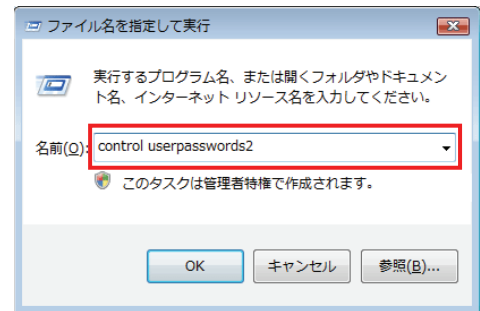 ファイル名を指定して実行
実行するプログラム名、または開くフォルダやドキュメン
ト名、インターネット リソース名を入力してください。
名前(O): control userpasswords2
このタスクは管理者特権で作成されます。
OK キャンセル 参照(B)...